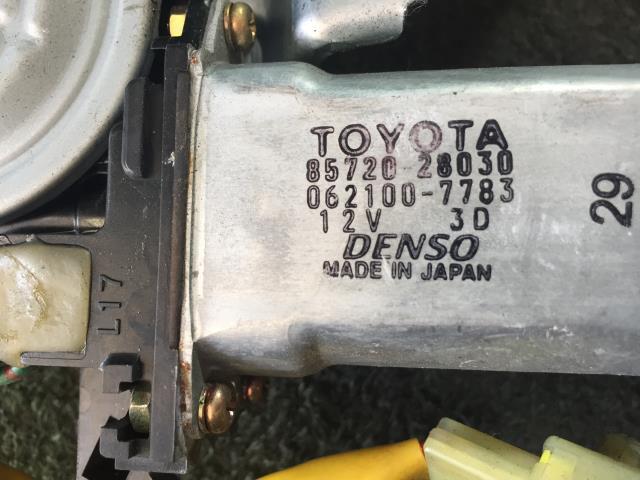 TOYOTA
85720-28030
062100-7783
12V 3D
DENSO
MADE IN JAPAN
29
L17